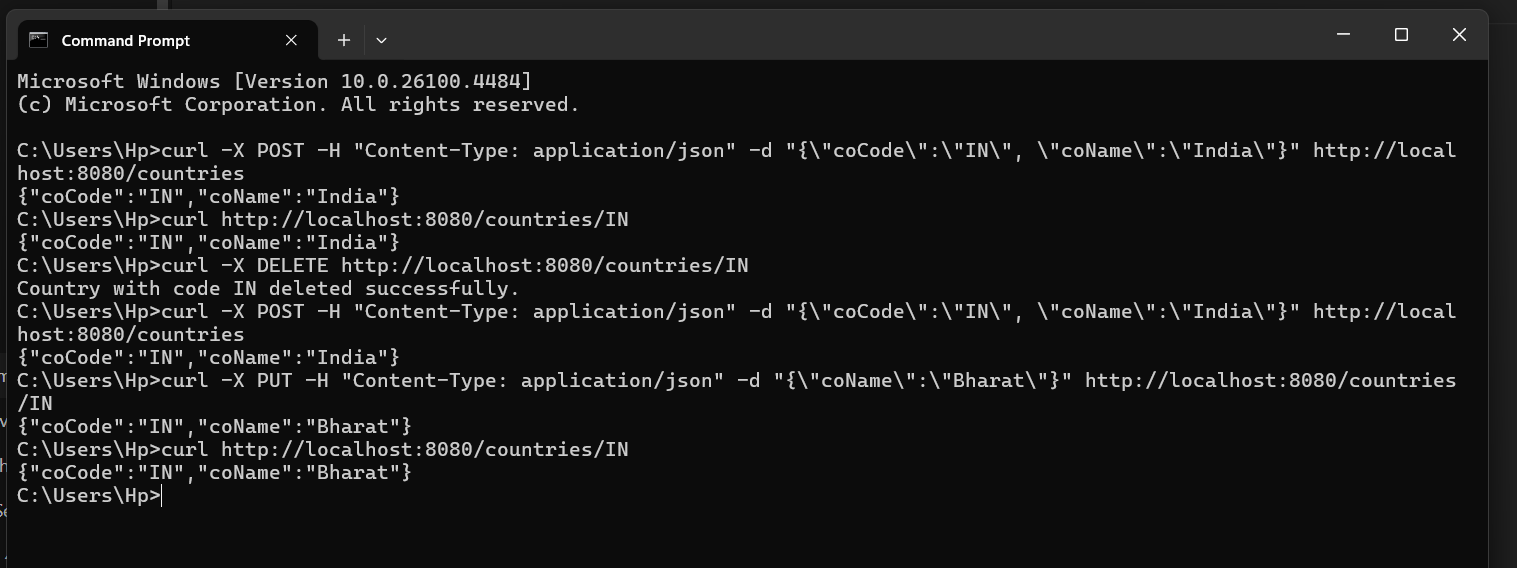 Command Prompt
Microsoft Windows [Version 10.0.26100.4484]
(c) Microsoft Corporation. All rights reserved.
C:\Users\Hp>curl -X POST -H "Content-Type: application/json" -d "{\"coCode\":\"IN\", \"coName\":\"India\"}" http://local
host:8080/countries
{"coCode":"IN","coName":"India"}
C:\Users\Hp>curl http://localhost:8080/countries/IN
{"coCode":"IN","coName":"India"}
C:\Users\Hp>curl -X DELETE http://localhost:8080/countries/IN
Country with code IN deleted successfully.
C:\Users\Hp>curl -X POST -H "Content-Type: application/json" -d "{\"coCode\":\"IN\", \"coName\":\"India\"}" http://local
host:8080/countries
{"coCode":"IN","coName":"India"}
C:\Users\Hp>curl -X PUT -H "Content-Type: application/json" -d "{\"coName\":\"Bharat\"}" http://localhost:8080/countries
/IN
{"coCode":"IN","coName":"Bharat"}
C:\Users\Hp>curl http://localhost:8080/countries/IN
{"coCode":"IN","coName":"Bharat"}
C:\Users\Hp>